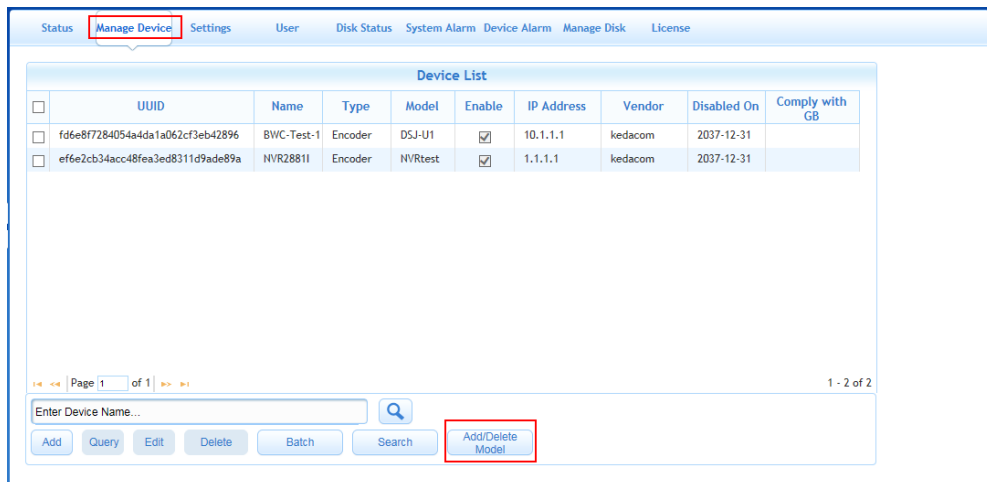 Status Manage Device Settings User Disk Status System Alarm Device Alarm Manage Disk License
Device List
UUID Name Type Model Enable IP Address Vendor Disabled On Comply with GB
fd6e8f7284054a4da1a062cf3eb42896 BWC-Test-1 Encoder DSJ-U1 10.1.1.1 kedacom 2037-12-31
ef6e2cb34acc48fea3ed8311d9ade89a NVR2881I Encoder NVRtest 1.1.1.1 kedacom 2037-12-31
Page 1 of 1 1 - 2 of 2
Enter Device Name...
Add Query Edit Delete Batch Search Add/Delete Model